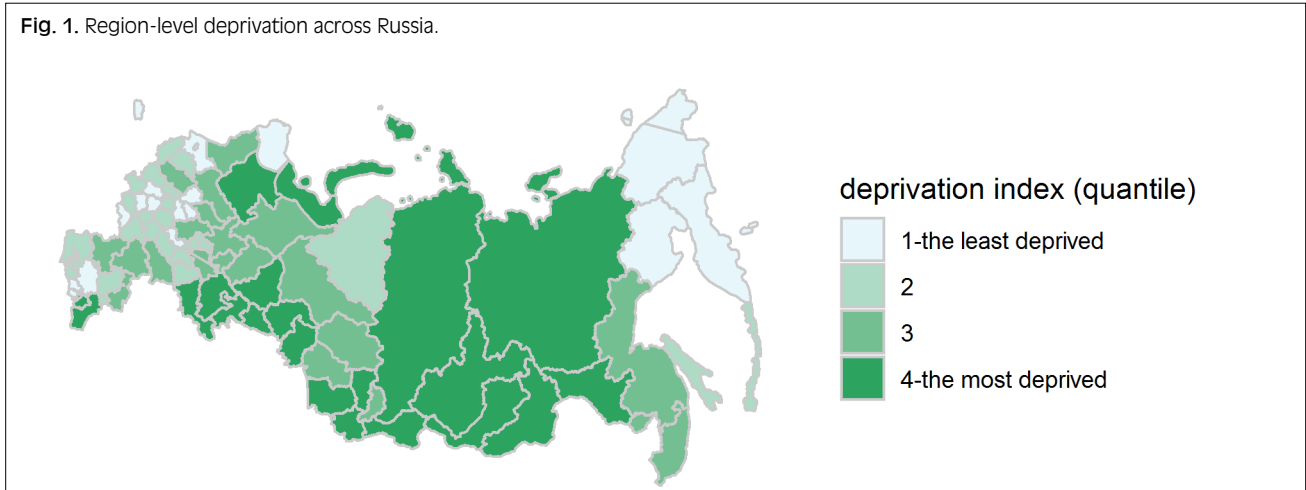 Fig. 1. Region-level deprivation across Russia.
deprivation index (quantile)
1-the least deprived
2
3
4-the most deprived